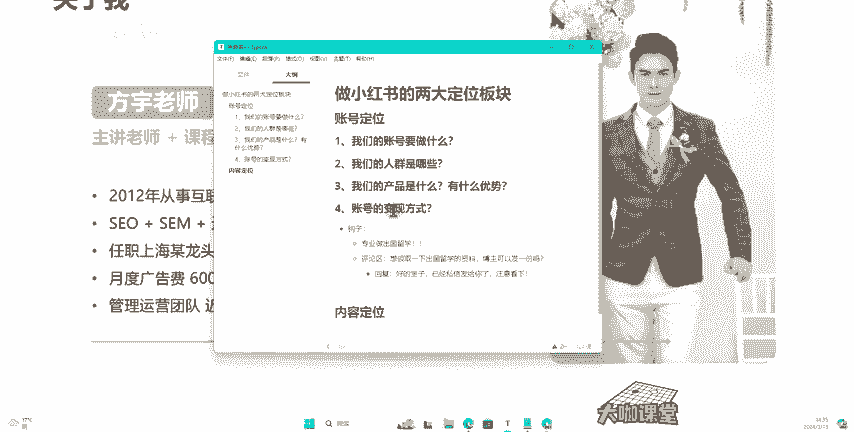 关于我
方宇老师
主讲老师 + 课程
• 2012年从事互联
• SEO + SEM +
• 任职上海某龙头
• 月度广告费 600
• 管理运营团队 近
文件(F) 编辑(E) 段落(P) 格式(O) 视图(V) 主题(T) 帮助(H)
文件 大纲
做小红书的两大定位板块
账号定位
1、我们的账号要做什么？
2、我们的人群是哪些？
3、我们的产品是什么？有
什么优势？
4、账号的变现方式？
内容定位
做小红书的两大定位板块
账号定位
1、我们的账号要做什么？
2、我们的人群是哪些？
3、我们的产品是什么？有什么优势？
4、账号的变现方式？
• 钩子：
专业做出国留学！！
评论区：想领取一下出国留学的资料，博主可以发一份吗？
回复：好的宝子，已经私信发给你了，注意看下！
内容定位
大咖课堂
搜索